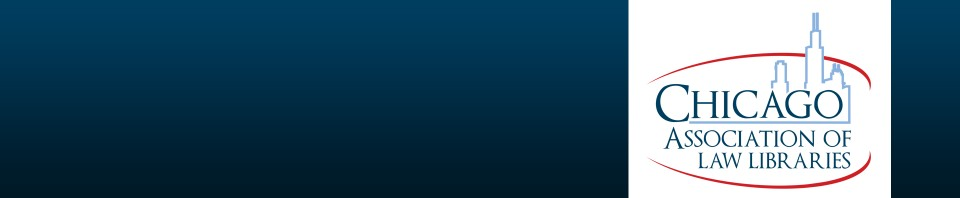 CHICAGO
ASSOCIATION OF
LAW LIBRARIES